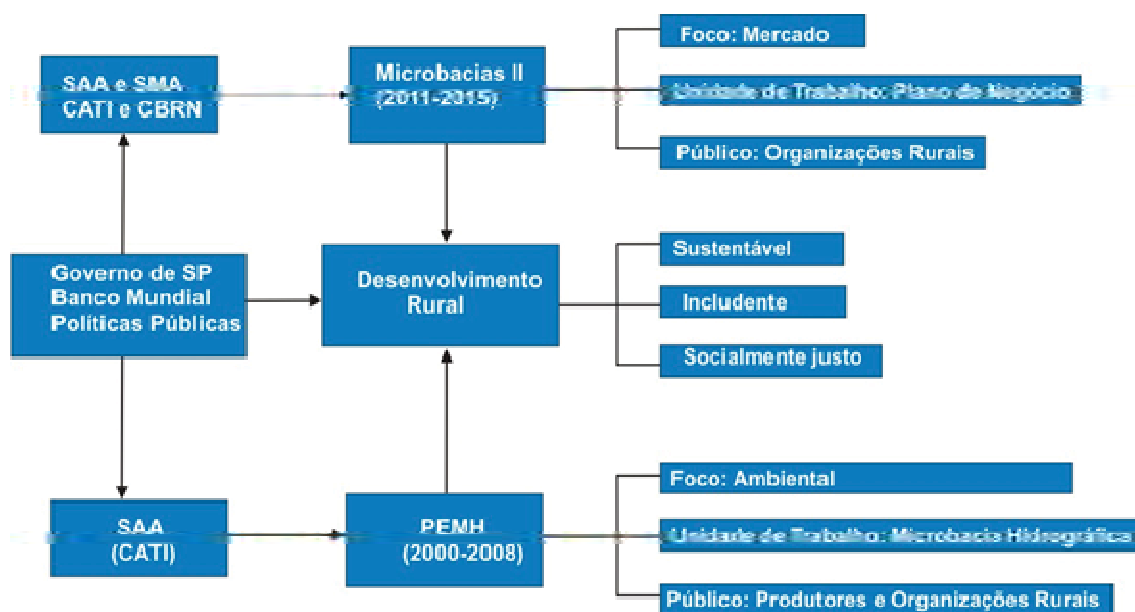 Foco: Mercado
SAA e SMA
CATI e CBRN
Microbacias II
(2011-2015)
Unidade de Trabalho: Plano de Negócio
Público: Organizações Rurais
Governo de SP
Banco Mundial
Políticas Públicas
Desenvolvimento
Rural
Sustentável
Includente
Socialmente justo
Foco: Ambiental
SAA
(CATI)
PEMH
(2000-2008)
Unidade de Trabalho: Microbacia Hidrográfica
Público: Produtores e Organizações Rurais